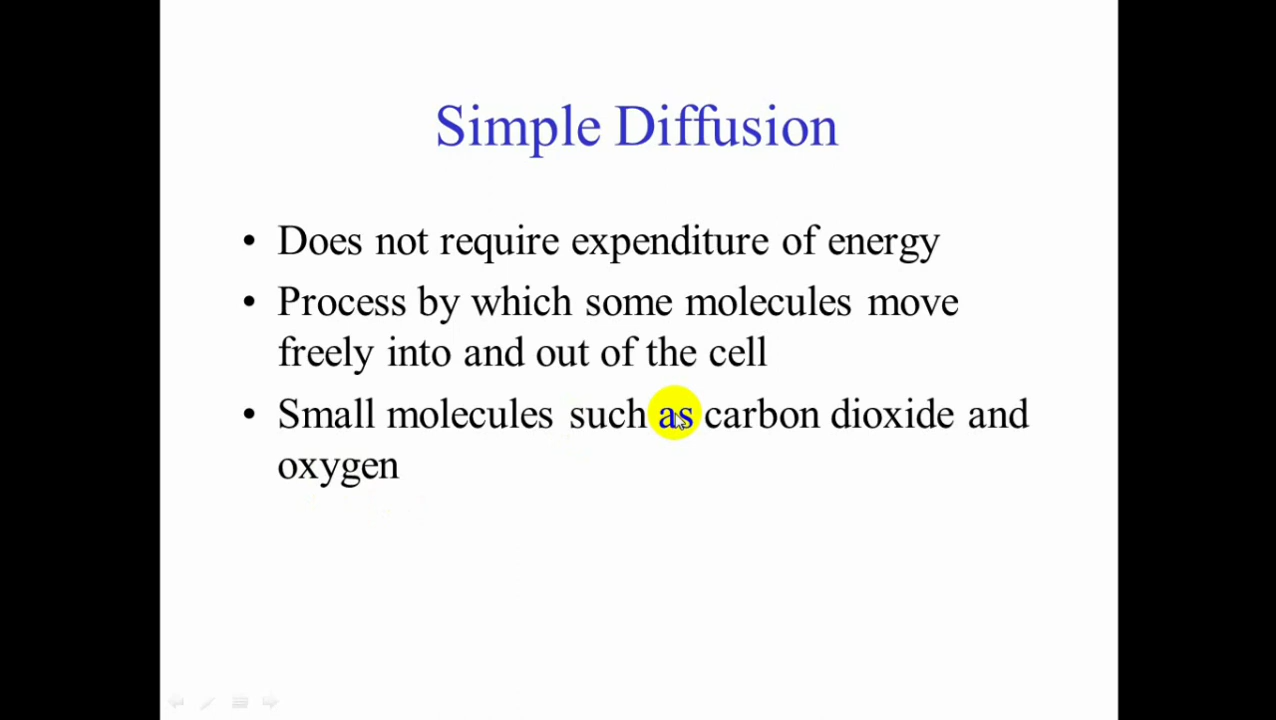 Simple Diffusion
• Does not require expenditure of energy
• Process by which some molecules move
freely into and out of the cell
• Small molecules such as carbon dioxide and
oxygen